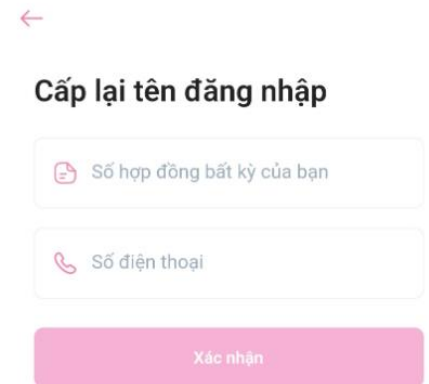 Cấp lại tên đăng nhập
Số hợp đồng bất kỳ của bạn
Số điện thoại
Xác nhận